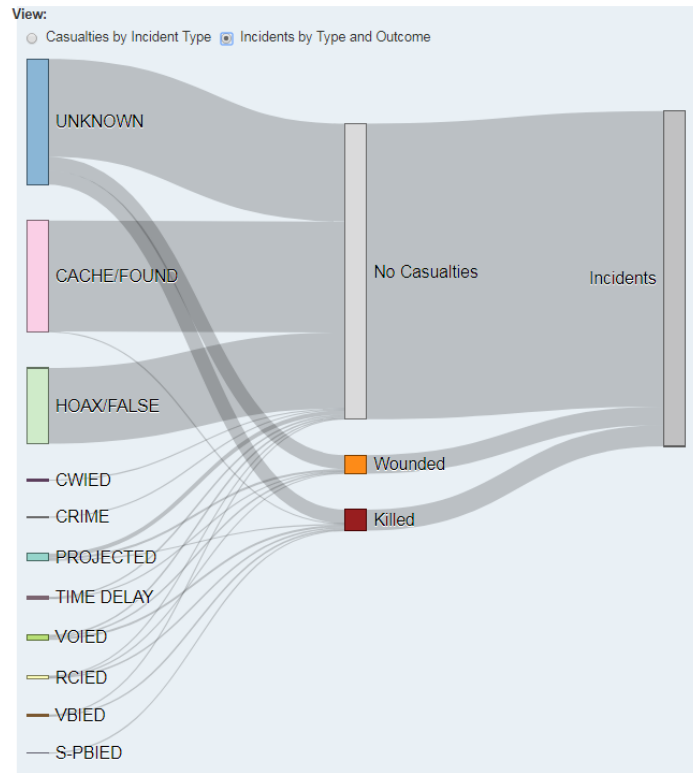 View:
Casualties by Incident Type Incidents by Type and Outcome
UNKNOWN
CACHE/FOUND
HOAX/FALSE
CWIED
CRIME
PROJECTED
TIME DELAY
VOIED
RCIED
VBIED
S-PBIED
No Casualties
Wounded
Killed
Incidents